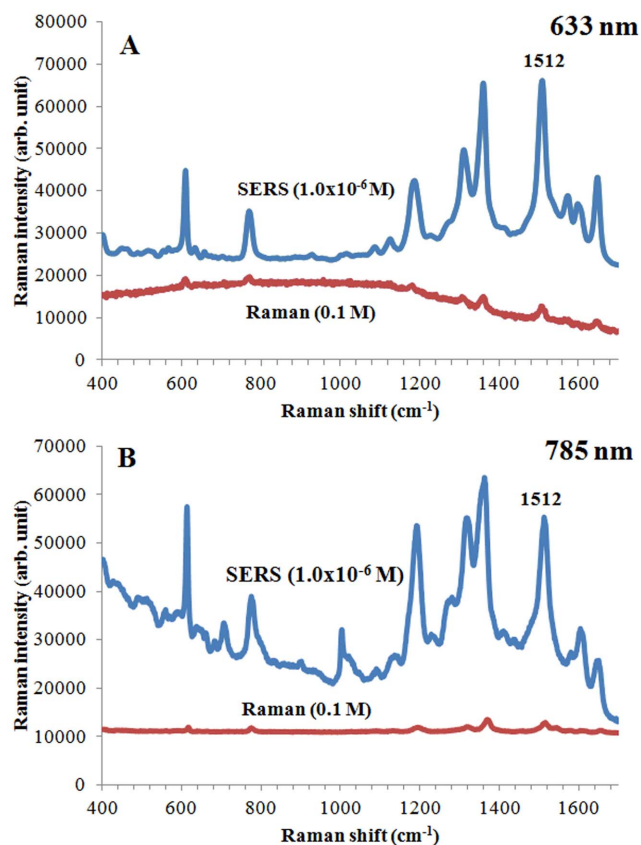 A
633 nm
80000
70000
60000
50000
40000
30000
20000
10000
0
Raman intensity (arb. unit)
1512
SERS (1.0x10⁻⁶ M)
Raman (0.1 M)
400 600 800 1000 1200 1400 1600
Raman shift (cm⁻¹)
B
785 nm
70000
60000
50000
40000
30000
20000
10000
0
Raman intensity (arb. unit)
1512
SERS (1.0x10⁻⁶ M)
Raman (0.1 M)
400 600 800 1000 1200 1400 1600
Raman shift (cm⁻¹)